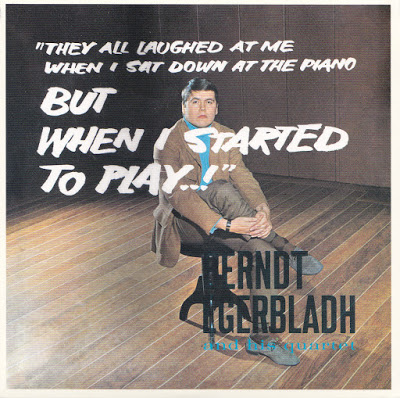 "THEY ALL LAUGHED AT ME
WHEN I SAT DOWN AT THE PIANO
BUT
WHEN I STARTED
TO PLAY..!"
BERNDT
EGERBLADH
and his quartet